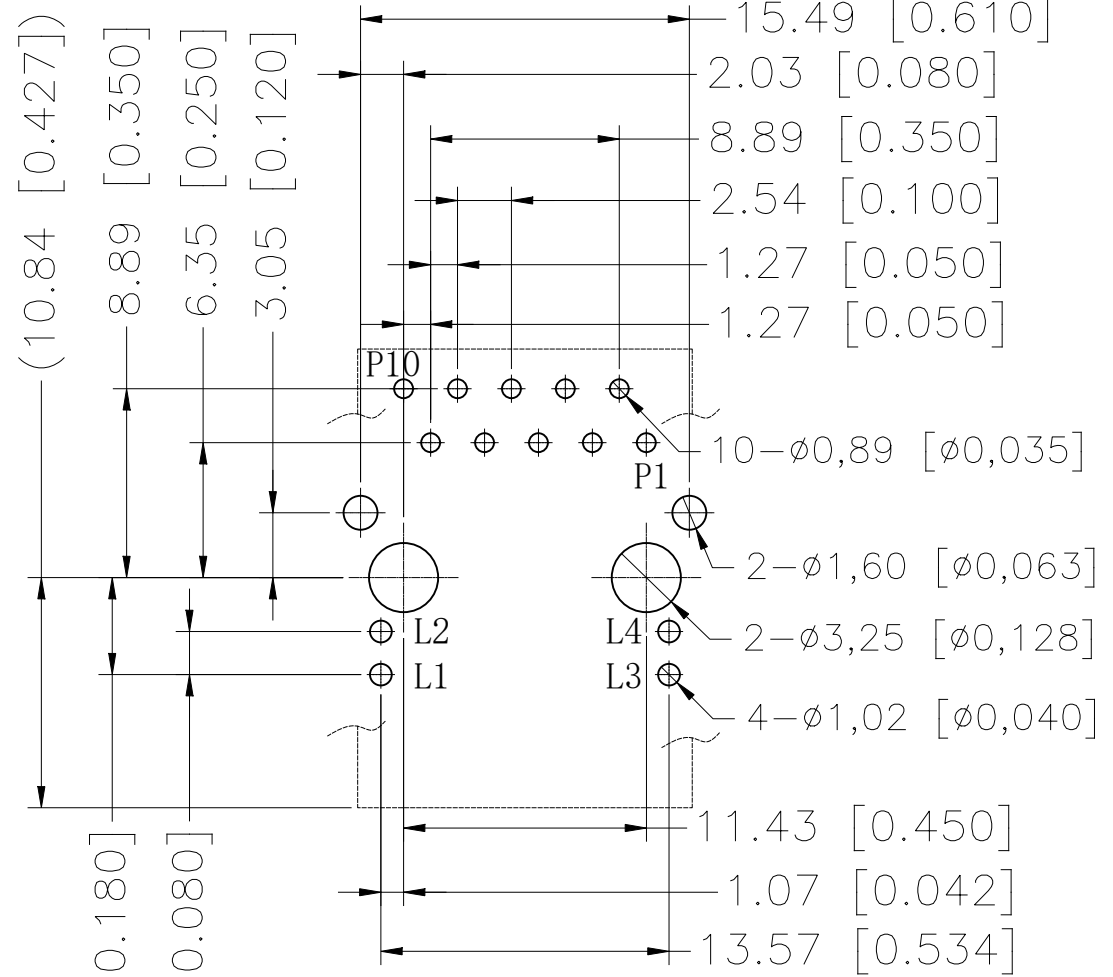 15.49 [0.610]
2.03 [0.080]
8.89 [0.350]
2.54 [0.100]
1.27 [0.050]
1.27 [0.050]
(10.84 [0.427])
8.89 [0.350]
6.35 [0.250]
3.05 [0.120]
P10
10-ø0,89 [ø0,035]
P1
2-ø1,60 [ø0,063]
L2
L4
2-ø3,25 [ø0,128]
L1
L3
4-ø1,02 [ø0,040]
11.43 [0.450]
0.180]
0.080]
1.07 [0.042]
13.57 [0.534]